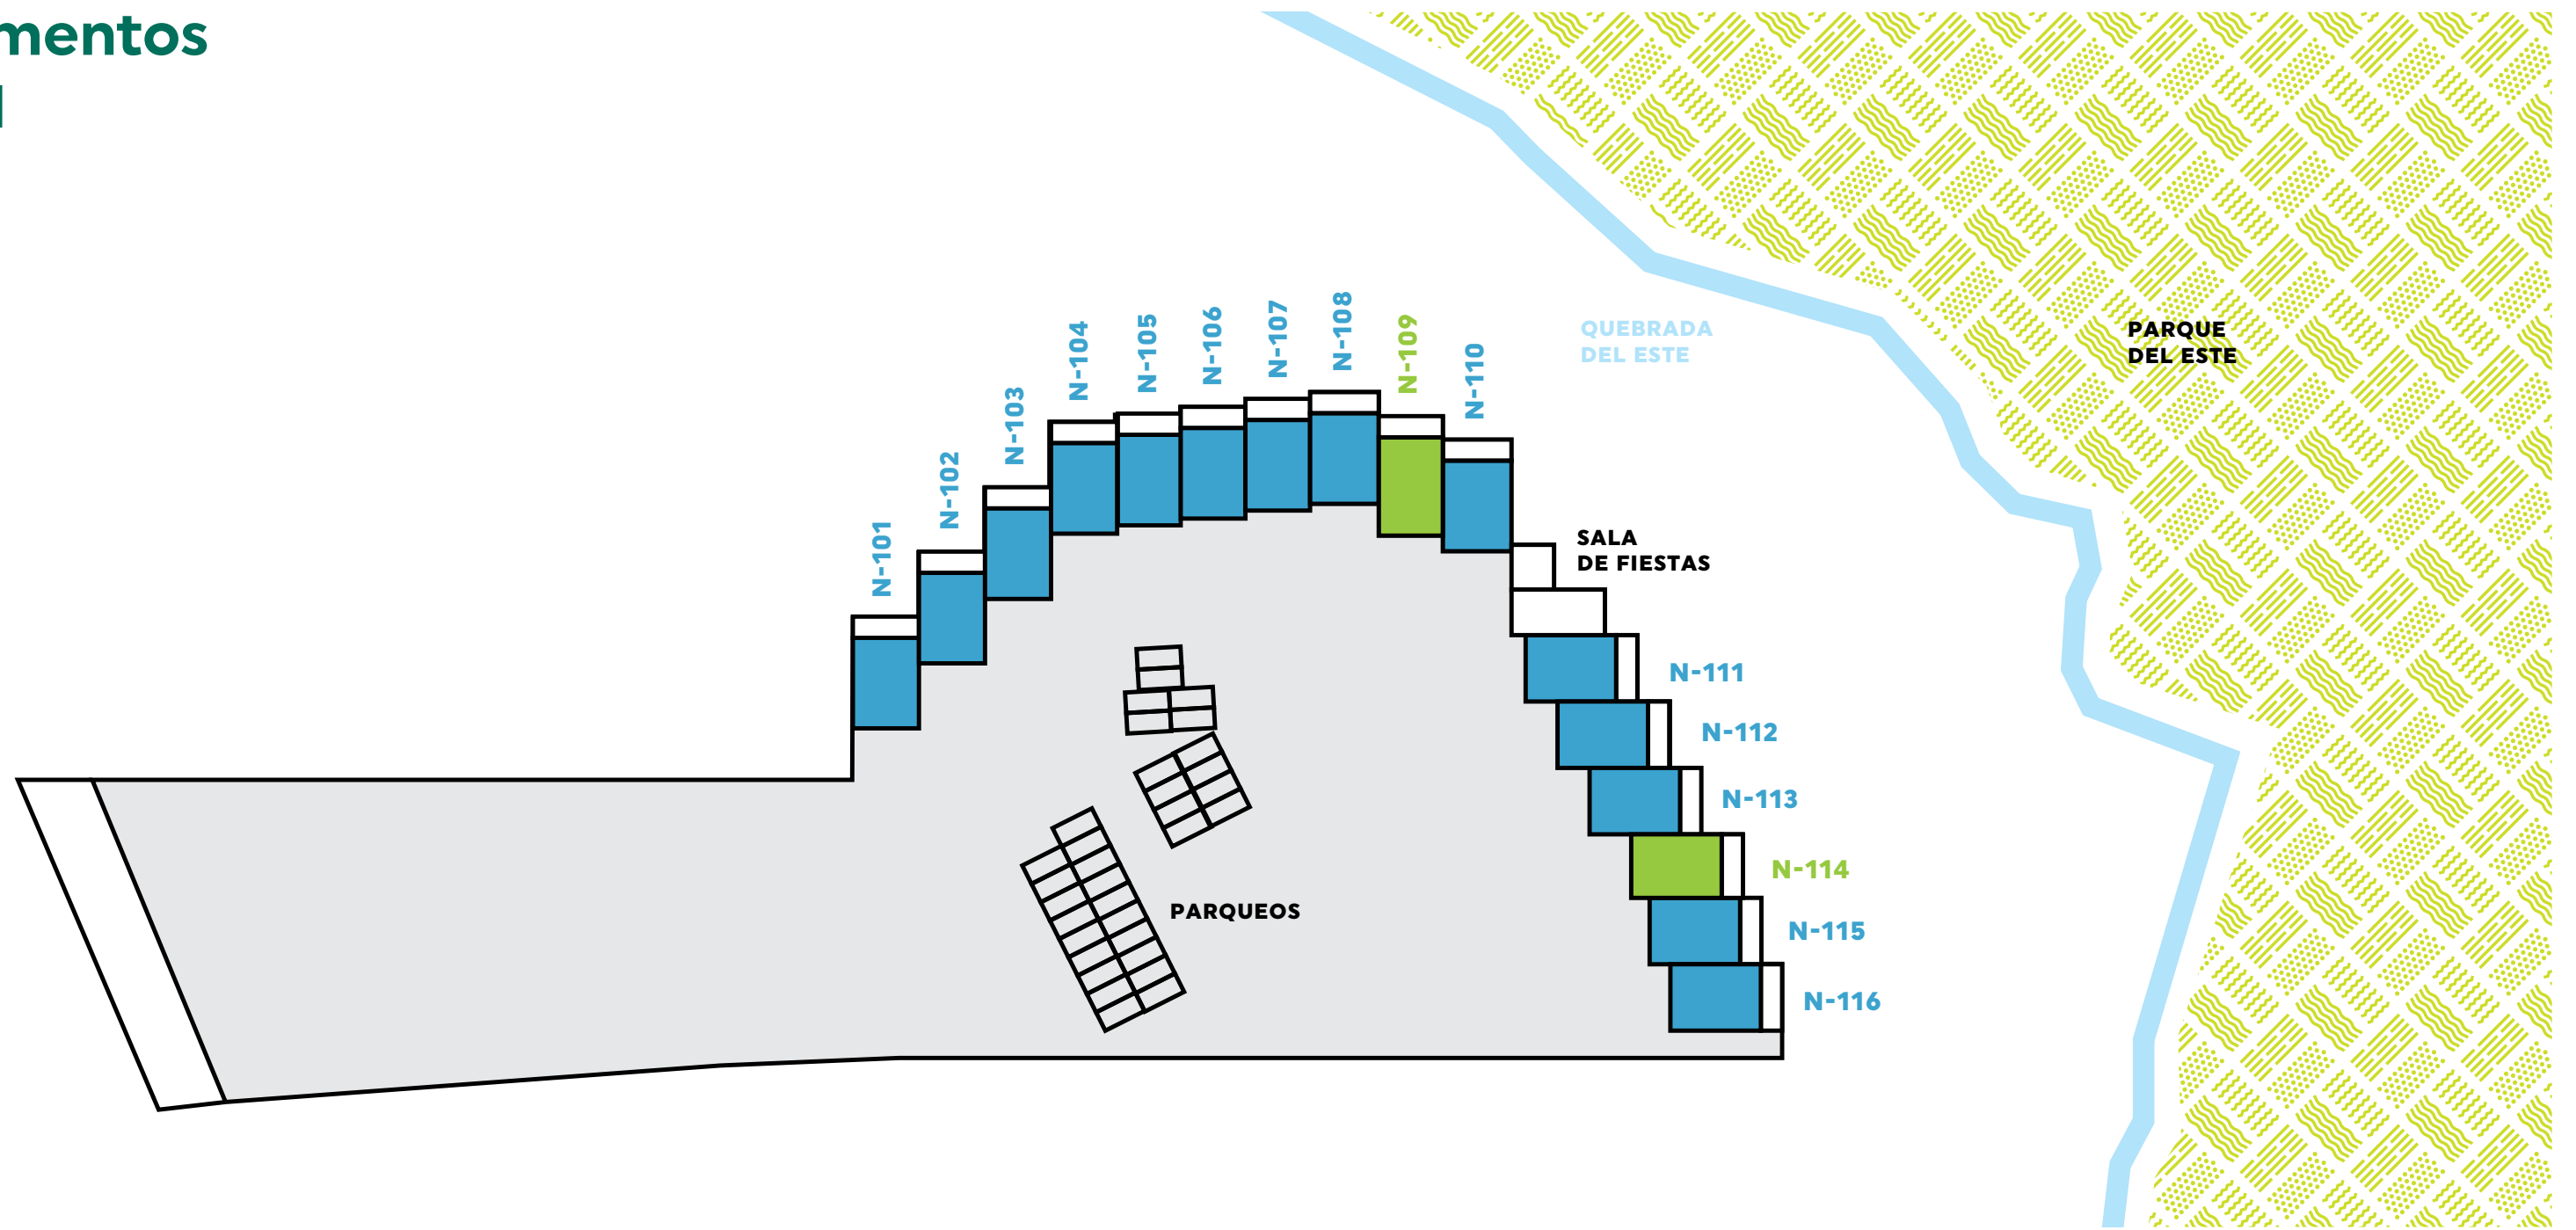 mentos
N-101
N-102
N-103
N-104
N-105
N-106
N-107
N-108
N-109
N-110
QUEBRADA
DEL ESTE
PARQUE
DEL ESTE
SALA
DE FIESTAS
N-111
N-112
N-113
N-114
N-115
N-116
PARQUEOS